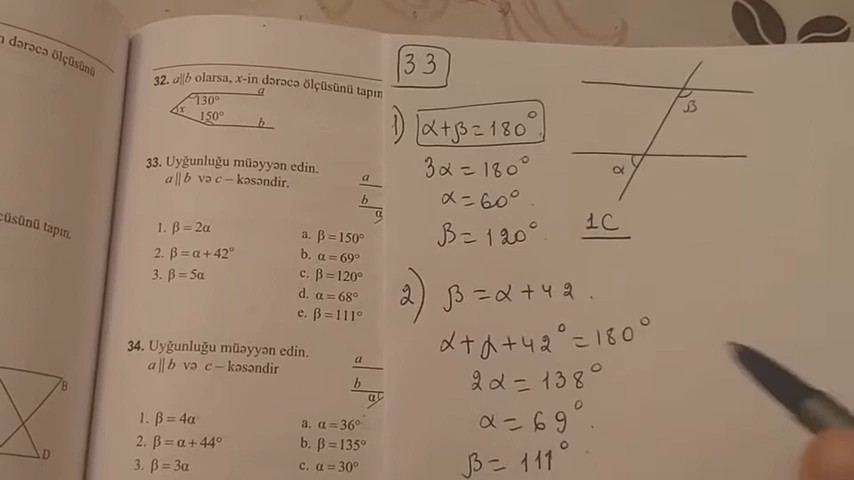 n dərəcə ölçüsünü
cüsünü tapın.
B
D
32. a∥b olarsa, x-in dərəcə ölçüsünü tapın
a
130°
x
150°
b
33. Uyğunluğu müəyyən edin.
a ∥ b və c – kəsəndir.
a
b
α
1. β = 2α
2. β = α + 42°
3. β = 5α
a. β = 150°
b. α = 69°
c. β = 120°
d. α = 68°
e. β = 111°
34. Uyğunluğu müəyyən edin.
a ∥ b və c – kəsəndir
a
b
α
1. β = 4α
2. β = α + 44°
3. β = 3α
a. α = 36°
b. β = 135°
c. α = 30°
33
1) α + β = 180°
3α = 180°
α = 60°
β = 120°
1C
β
α
2) β = α + 42
α + α + 42° = 180°
2α = 138°
α = 69°
β = 111°